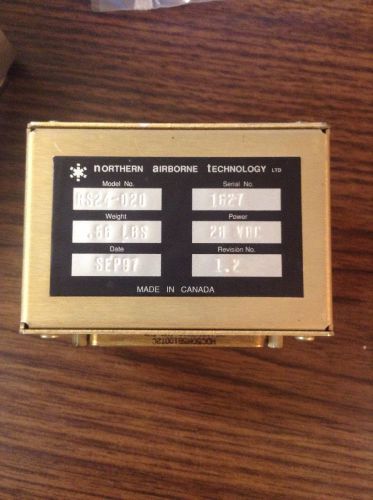 nORTHERN aIRBORNE tECHNOLOGY LTD
Model No. Serial No.
RS24-020 1627
Weight Power
.66 LBS 28 VDC
Date Revision No.
SEP97 1.2
MADE IN CANADA